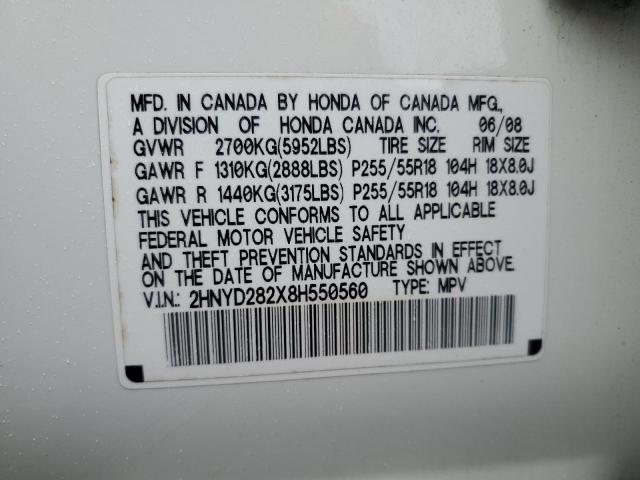 MFD. IN CANADA BY HONDA OF CANADA MFG.,
A DIVISION OF HONDA CANADA INC. 06/08
GVWR 2700KG(5952LBS) TIRE SIZE RIM SIZE
GAWR F 1310KG(2888LBS) P255/55R18 104H 18X8.0J
GAWR R 1440KG(3175LBS) P255/55R18 104H 18X8.0J
THIS VEHICLE CONFORMS TO ALL APPLICABLE
FEDERAL MOTOR VEHICLE SAFETY
AND THEFT PREVENTION STANDARDS IN EFFECT
ON THE DATE OF MANUFACTURE SHOWN ABOVE.
V.I.N.: 2HNYD282X8H550560 TYPE: MPV